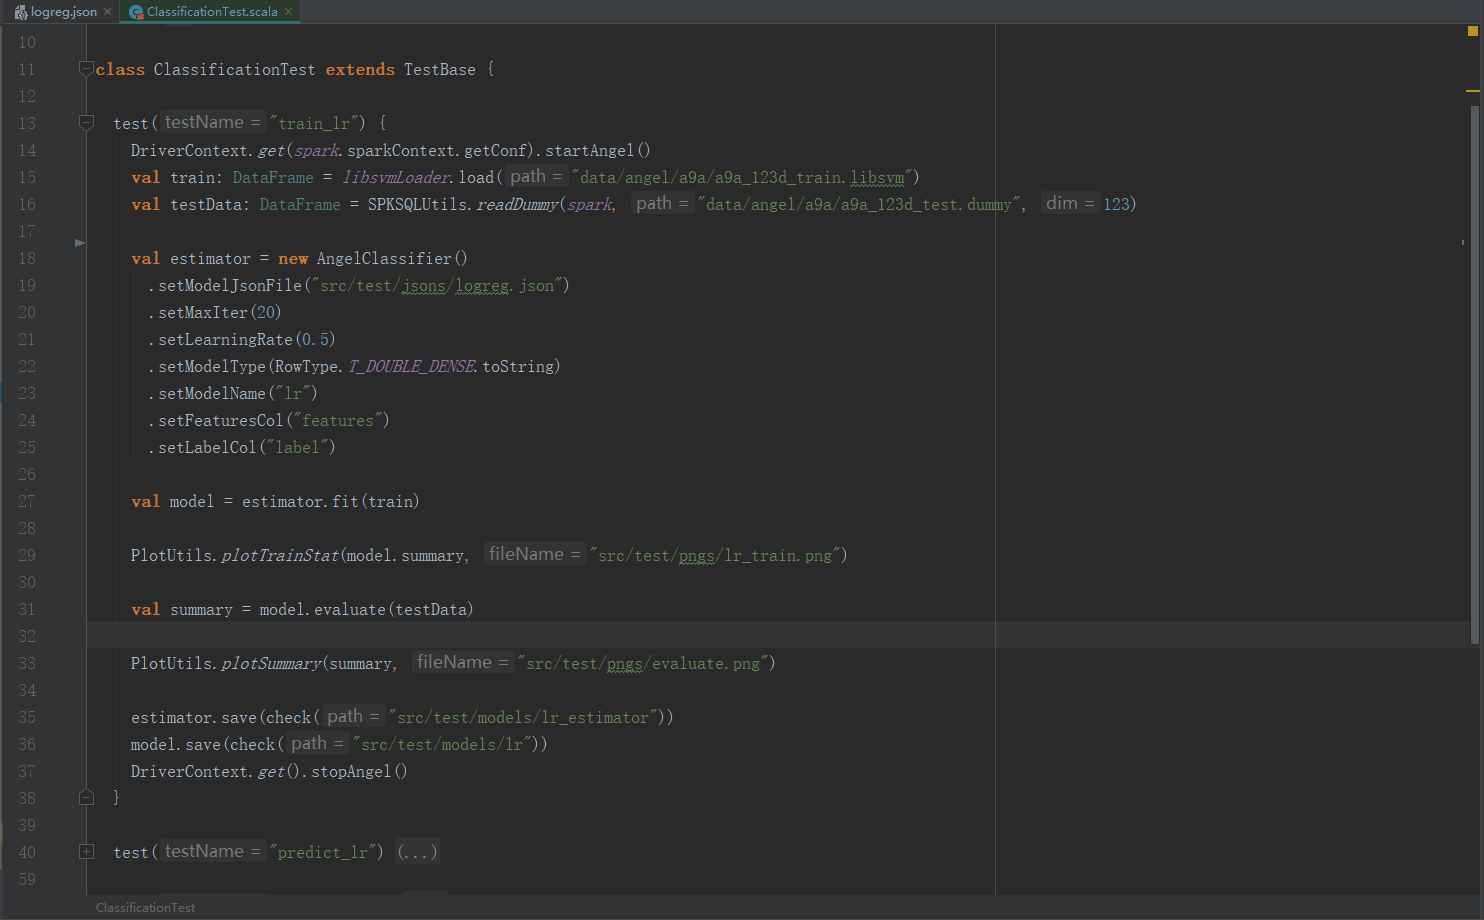 logreg.json × ClassificationTest.scala ×
10
11 class ClassificationTest extends TestBase {
12
13 test( testName = "train_lr") {
14 DriverContext.get(spark.sparkContext.getConf).startAngel()
15 val train: DataFrame = libsvmLoader.load( path = "data/angel/a9a/a9a_123d_train.libsvm")
16 val testData: DataFrame = SPKSQLUtils.readDummy(spark, path = "data/angel/a9a/a9a_123d_test.dummy", dim = 123)
17
18 val estimator = new AngelClassifier()
19 .setModelJsonFile("src/test/jsons/logreg.json")
20 .setMaxIter(20)
21 .setLearningRate(0.5)
22 .setModelType(RowType.T_DOUBLE_DENSE.toString)
23 .setModelName("lr")
24 .setFeaturesCol("features")
25 .setLabelCol("label")
26
27 val model = estimator.fit(train)
28
29 PlotUtils.plotTrainStat(model.summary, fileName = "src/test/pngs/lr_train.png")
30
31 val summary = model.evaluate(testData)
32
33 PlotUtils.plotSummary(summary, fileName = "src/test/pngs/evaluate.png")
34
35 estimator.save(check( path = "src/test/models/lr_estimator"))
36 model.save(check( path = "src/test/models/lr"))
37 DriverContext.get().stopAngel()
38 }
39
40 test( testName = "predict_lr") (...)
59
ClassificationTest